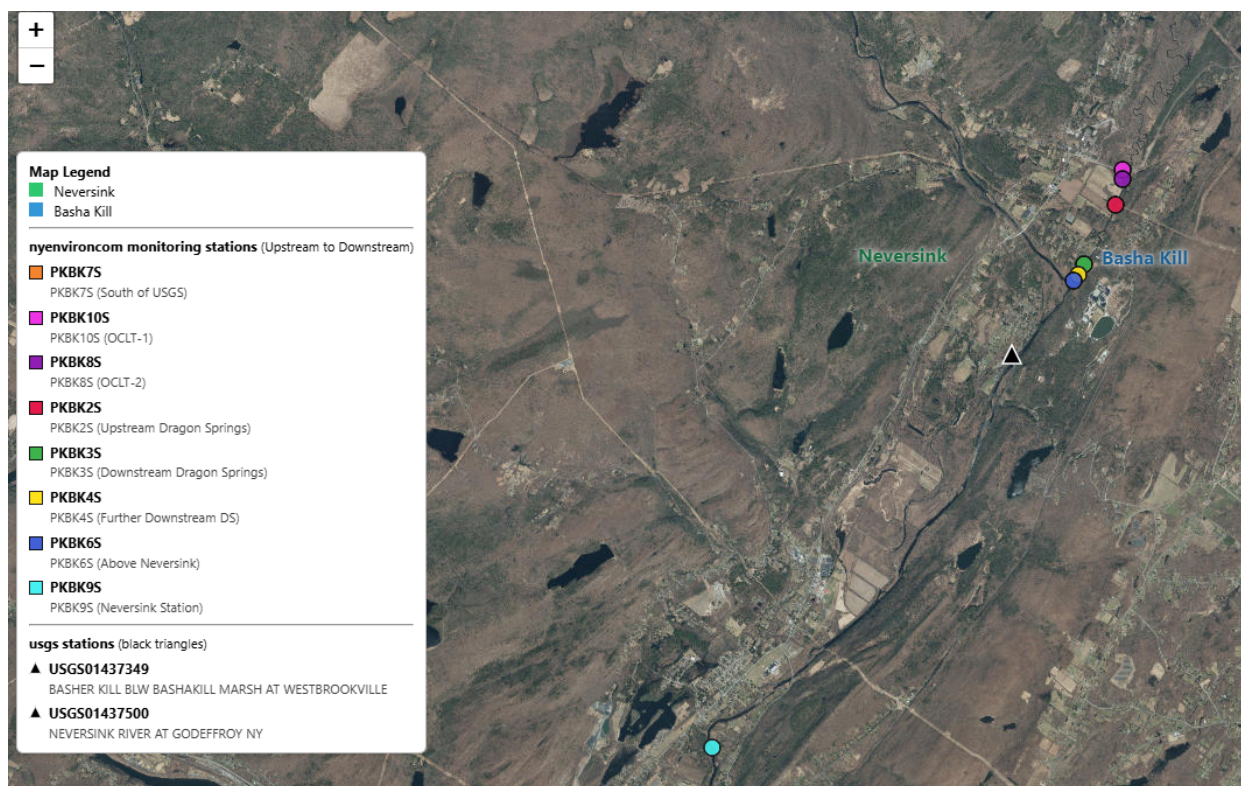 +
−
Map Legend
Neversink
Basha Kill
nyenvironcom monitoring stations (Upstream to Downstream)
PKBK7S
PKBK7S (South of USGS)
PKBK10S
PKBK10S (OCLT-1)
PKBK8S
PKBK8S (OCLT-2)
PKBK2S
PKBK2S (Upstream Dragon Springs)
PKBK3S
PKBK3S (Downstream Dragon Springs)
PKBK4S
PKBK4S (Further Downstream DS)
PKBK6S
PKBK6S (Above Neversink)
PKBK9S
PKBK9S (Neversink Station)
usgs stations (black triangles)
USGS01437349
BASHER KILL BLW BASHAKILL MARSH AT WESTBROOKVILLE
USGS01437500
NEVERSINK RIVER AT GODEFFROY NY
Neversink
Basha Kill